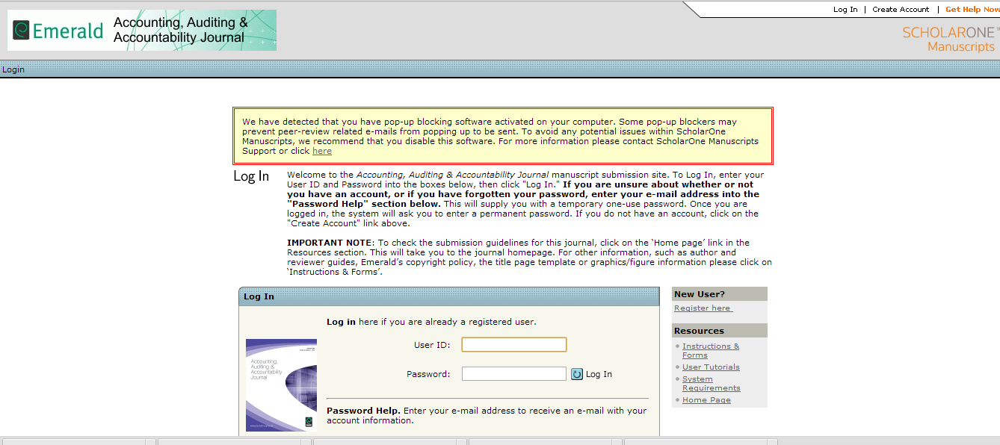 Log In | Create Account | Get Help Now
Emerald
Accounting, Auditing &
Accountability Journal
SCHOLARONE™
Manuscripts
Login
We have detected that you have pop-up blocking software activated on your computer. Some pop-up blockers may
prevent peer-review related e-mails from popping up to be sent. To avoid any potential issues within ScholarOne
Manuscripts, we recommend that you disable this software. For more information please contact ScholarOne Manuscripts
Support or click here
Log In
Welcome to the Accounting, Auditing & Accountability Journal manuscript submission site. To Log In, enter your
User ID and Password into the boxes below, then click "Log In." If you are unsure about whether or not
you have an account, or if you have forgotten your password, enter your e-mail address into the
"Password Help" section below. This will supply you with a temporary one-use password. Once you are
logged in, the system will ask you to enter a permanent password. If you do not have an account, click on the
"Create Account" link above.
IMPORTANT NOTE: To check the submission guidelines for this journal, click on the ‘Home page’ link in the
Resources section. This will take you to the journal homepage. For other information, such as author and
reviewer guides, Emerald’s copyright policy, the title page template or graphics/figure information please click on
‘Instructions & Forms’.
Log In
Log in here if you are already a registered user.
User ID:
Password:
Log In
Accounting,
Auditing &
Accountability
Journal
Password Help. Enter your e-mail address to receive an e-mail with your
account information.
New User?
Register here
Resources
Instructions &
Forms
User Tutorials
System
Requirements
Home Page